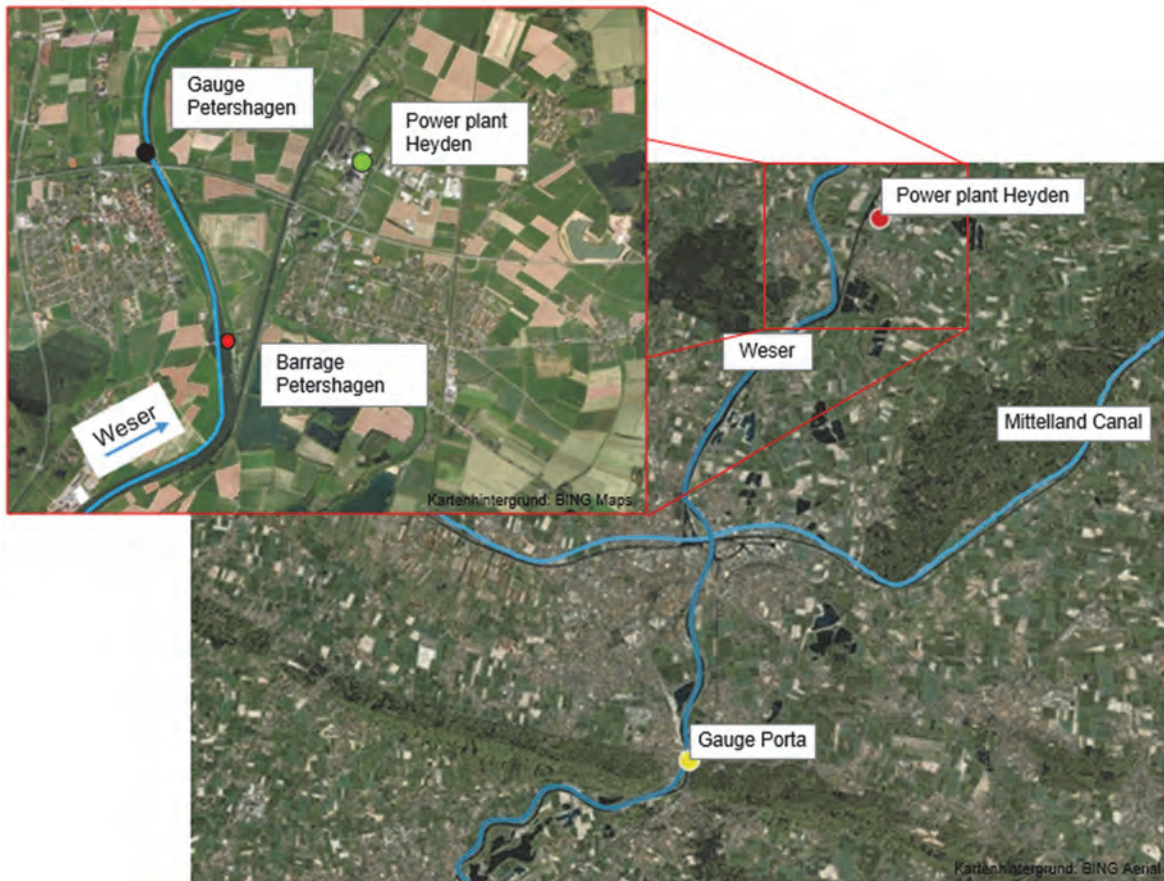 Gauge
Petershagen
Power plant
Heyden
Barrage
Petershagen
Weser
Kartenhintergrund: BING Maps
Power plant Heyden
Weser
Mittelland Canal
Gauge Porta
Kartenhintergrund: BING Aerial